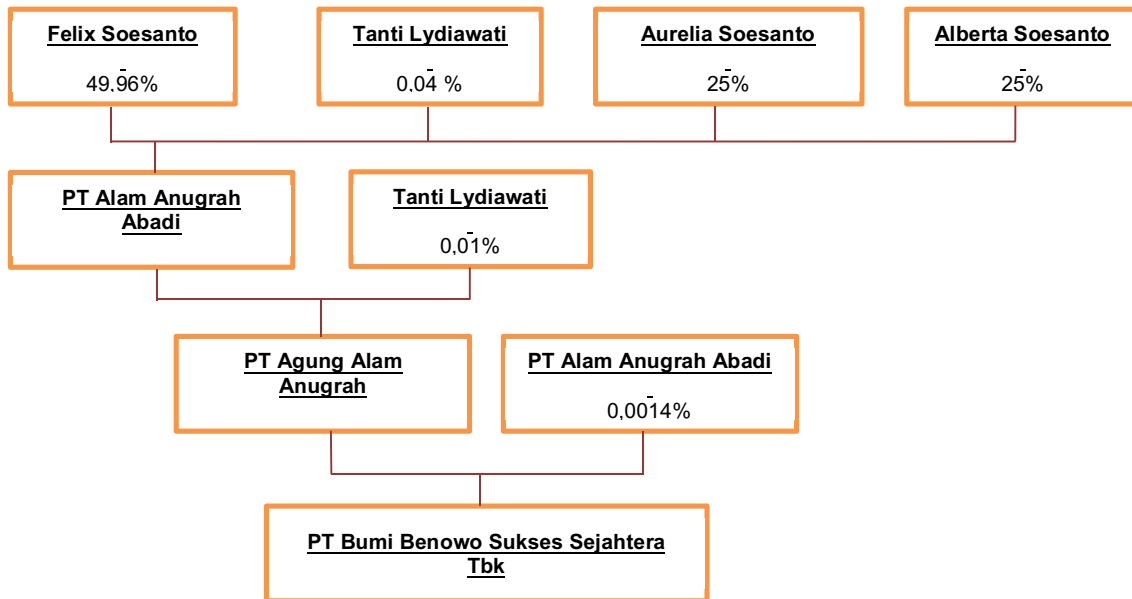 Felix Soesanto
49,96%
Tanti Lydiawati
0,04 %
Aurelia Soesanto
25%
Alberta Soesanto
25%
PT Alam Anugrah
Abadi
Tanti Lydiawati
0,01%
PT Agung Alam
Anugrah
PT Alam Anugrah Abadi
0,0014%
PT Bumi Benowo Sukses Sejahtera
Tbk